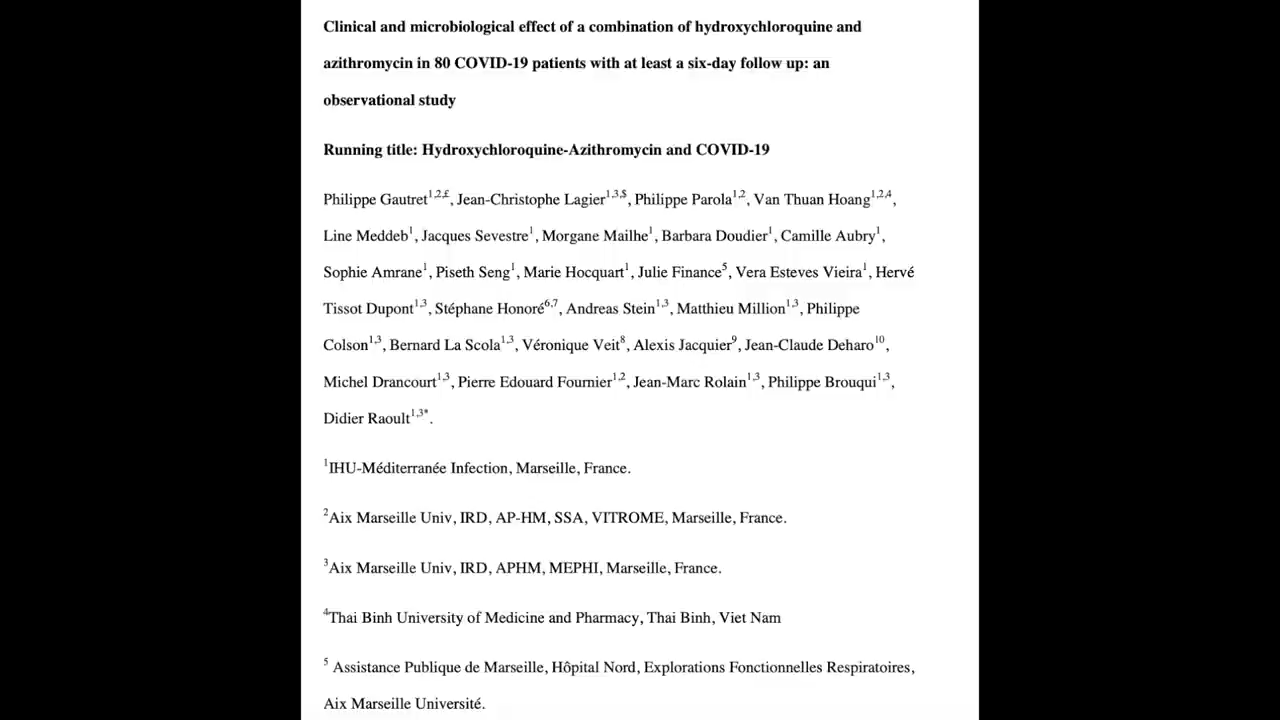 Clinical and microbiological effect of a combination of hydroxychloroquine and
azithromycin in 80 COVID-19 patients with at least a six-day follow up: an
observational study
Running title: Hydroxychloroquine-Azithromycin and COVID-19
Philippe Gautret1,2,£, Jean-Christophe Lagier1,3,$, Philippe Parola1,2, Van Thuan Hoang1,2,4,
Line Meddeb1, Jacques Sevestre1, Morgane Mailhe1, Barbara Doudier1, Camille Aubry1,
Sophie Amrane1, Piseth Seng1, Marie Hocquart1, Julie Finance5, Vera Esteves Vieira1, Hervé
Tissot Dupont1,3, Stéphane Honoré6,7, Andreas Stein1,3, Matthieu Million1,3, Philippe
Colson1,3, Bernard La Scola1,3, Véronique Veit8, Alexis Jacquier9, Jean-Claude Deharo10,
Michel Drancourt1,3, Pierre Edouard Fournier1,2, Jean-Marc Rolain1,3, Philippe Brouqui1,3,
Didier Raoult1,3*.
1IHU-Méditerranée Infection, Marseille, France.
2Aix Marseille Univ, IRD, AP-HM, SSA, VITROME, Marseille, France.
3Aix Marseille Univ, IRD, APHM, MEPHI, Marseille, France.
4Thai Binh University of Medicine and Pharmacy, Thai Binh, Viet Nam
5 Assistance Publique de Marseille, Hôpital Nord, Explorations Fonctionnelles Respiratoires,
Aix Marseille Université.